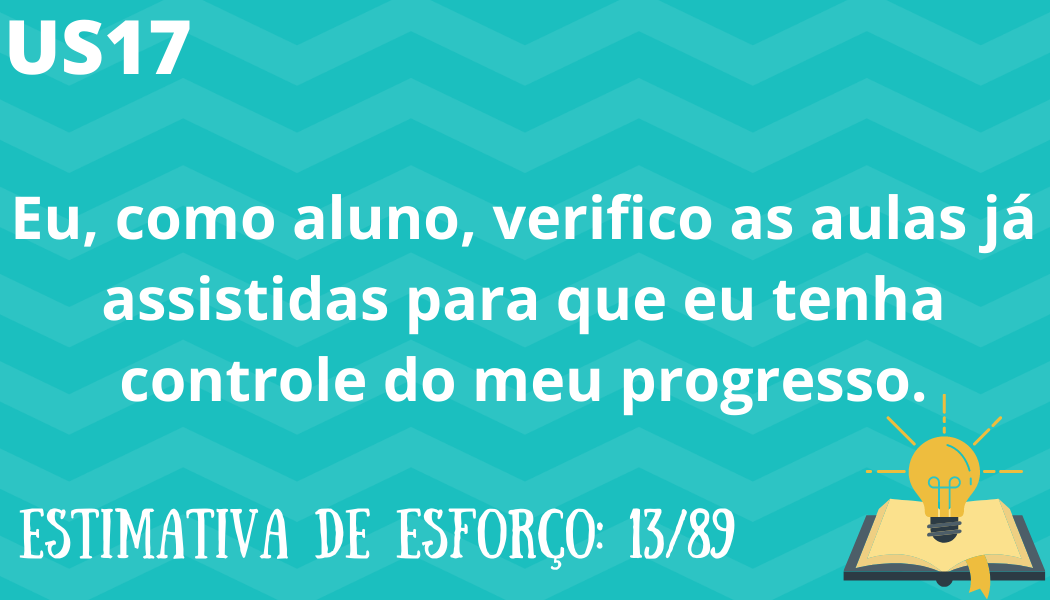 US17
Eu, como aluno, verifico as aulas já
assistidas para que eu tenha
controle do meu progresso.
ESTIMATIVA DE ESFORÇO: 13/89